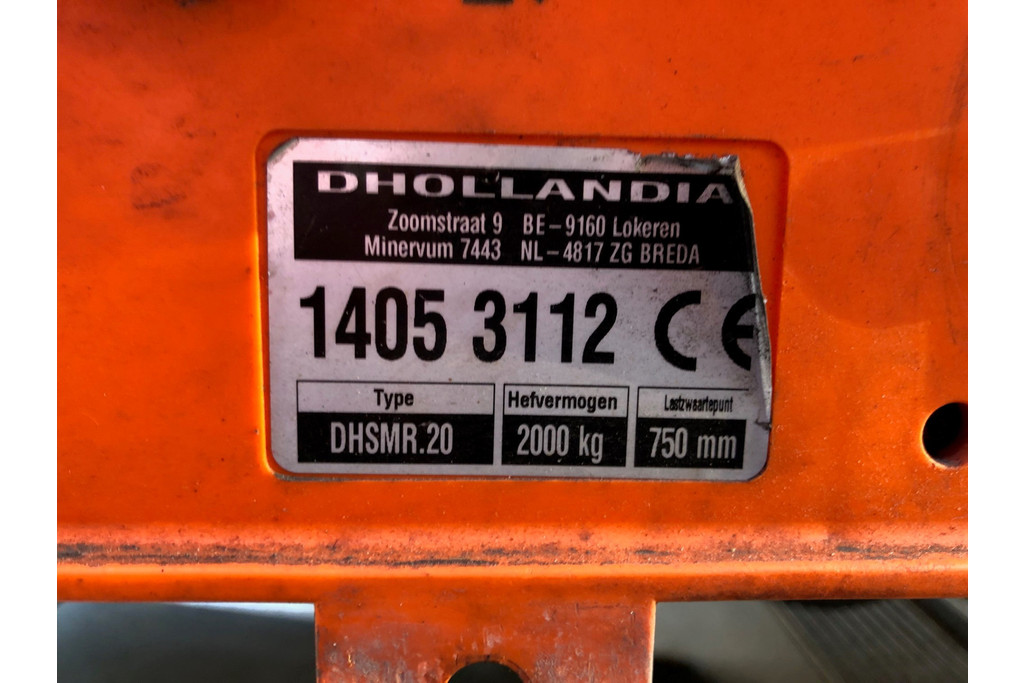 DHOLLANDIA
Zoomstraat 9 BE-9160 Lokeren
Minervum 7443 NL-4817 ZG BREDA
1405 3112 CE
Type Hefvermogen Lastzwaartepunt
DHSMR.20 2000 kg 750 mm